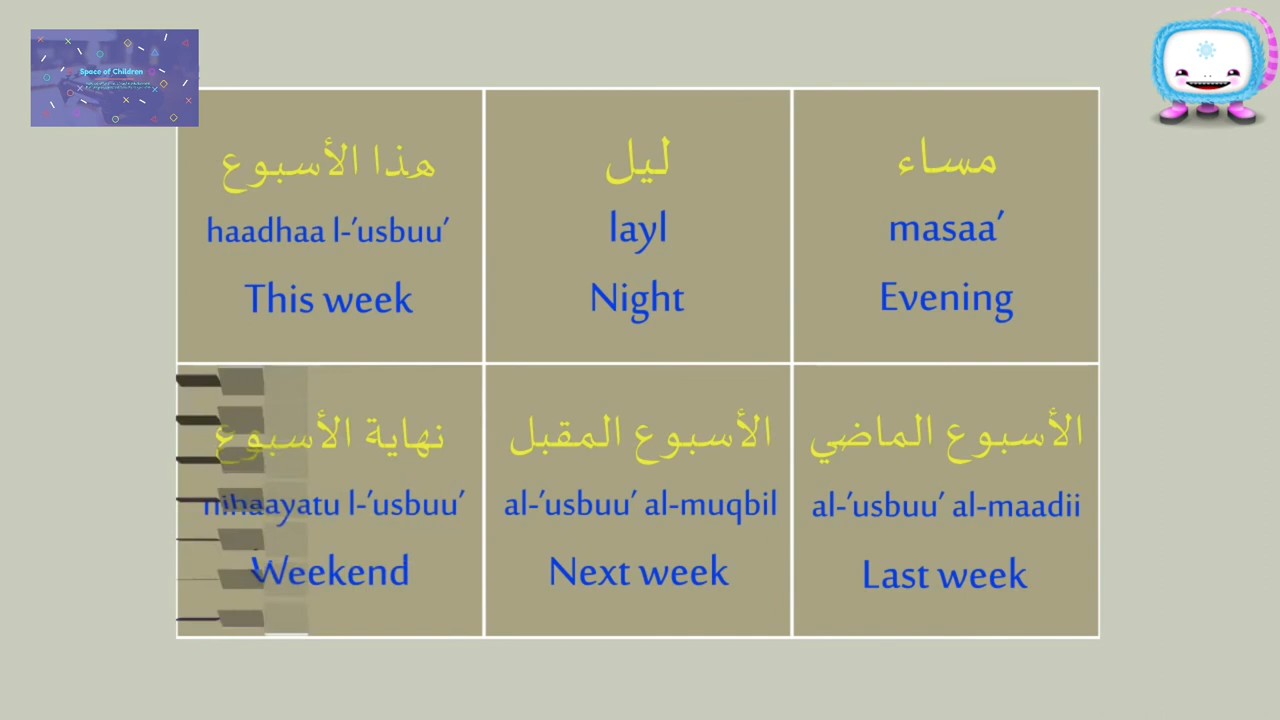 Space of Children
هذا الأسبوع
haadhaa l-’usbuu’
This week
ليل
layl
Night
مساء
masaa’
Evening
نهاية الأسبوع
nihaayatu l-’usbuu’
Weekend
الأسبوع المقبل
al-’usbuu’ al-muqbil
Next week
الأسبوع الماضي
al-’usbuu’ al-maadii
Last week